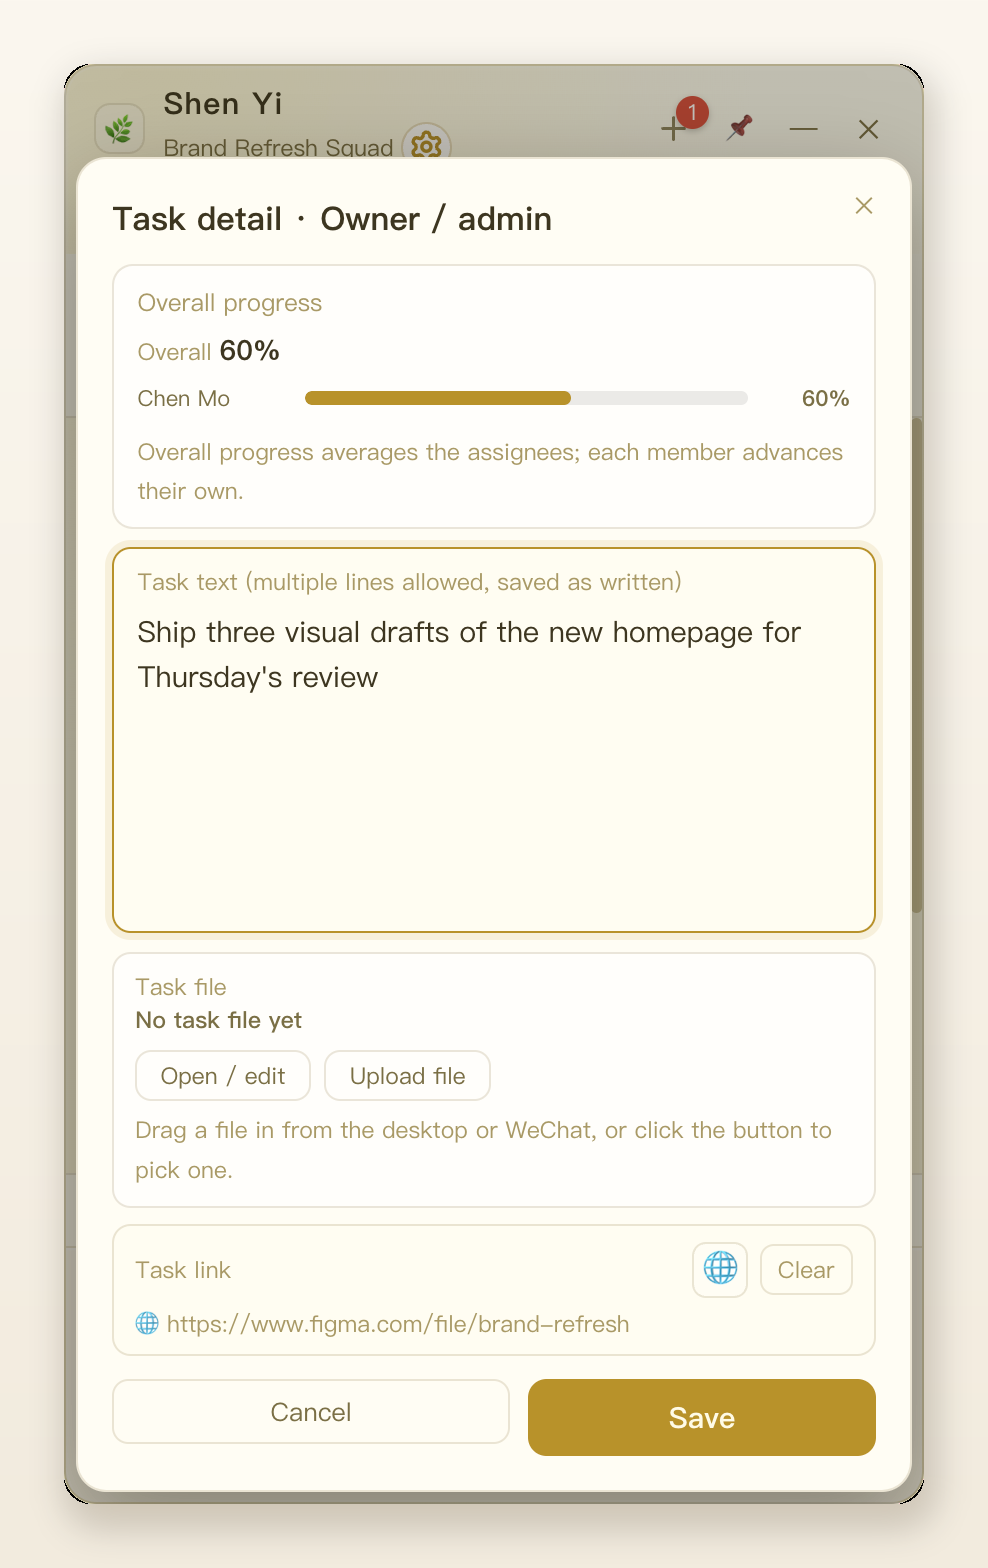 Shen Yi
Brand Refresh Squad
1
Task detail · Owner / admin
Overall progress
Overall 60%
Chen Mo 60%
Overall progress averages the assignees; each member advances
their own.
Task text (multiple lines allowed, saved as written)
Ship three visual drafts of the new homepage for
Thursday's review
Task file
No task file yet
Open / edit Upload file
Drag a file in from the desktop or WeChat, or click the button to
pick one.
Task link Clear
https://www.figma.com/file/brand-refresh
Cancel Save